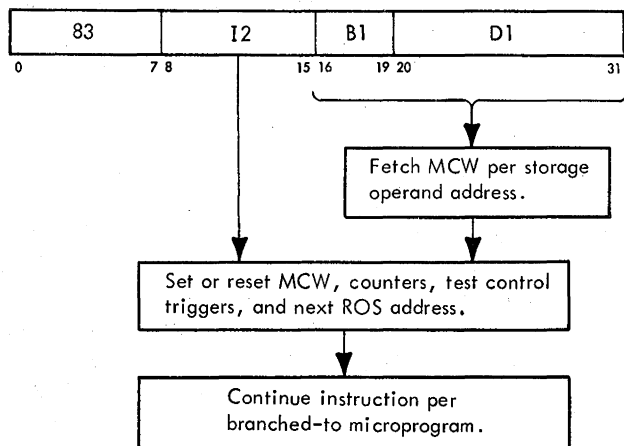 83 I2 B1 D1
0 7 8 15 16 19 20 31
Fetch MCW per storage
operand address.
Set or reset MCW, counters, test control
triggers, and next ROS address.
Continue instruction per
branched-to microprogram.